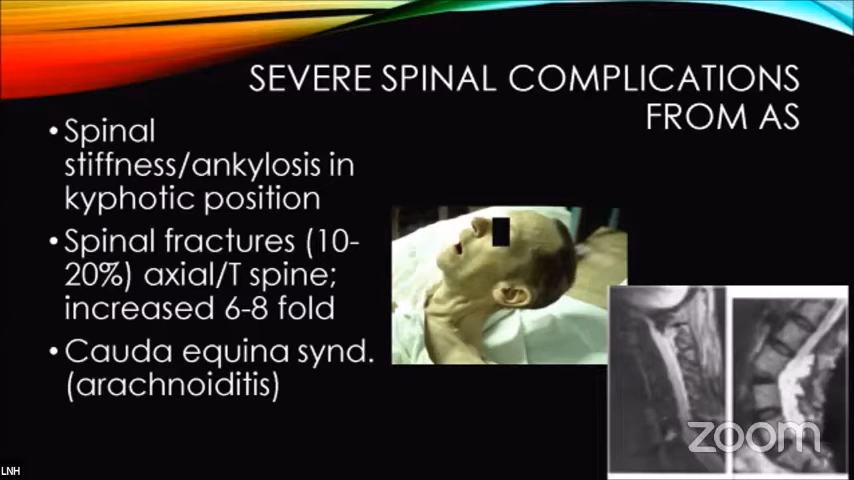 SEVERE SPINAL COMPLICATIONS
FROM AS
•Spinal
stiffness/ankylosis in
kyphotic position
•Spinal fractures (10-
20%) axial/T spine;
increased 6-8 fold
•Cauda equina synd.
(arachnoiditis)
zoom
LNH